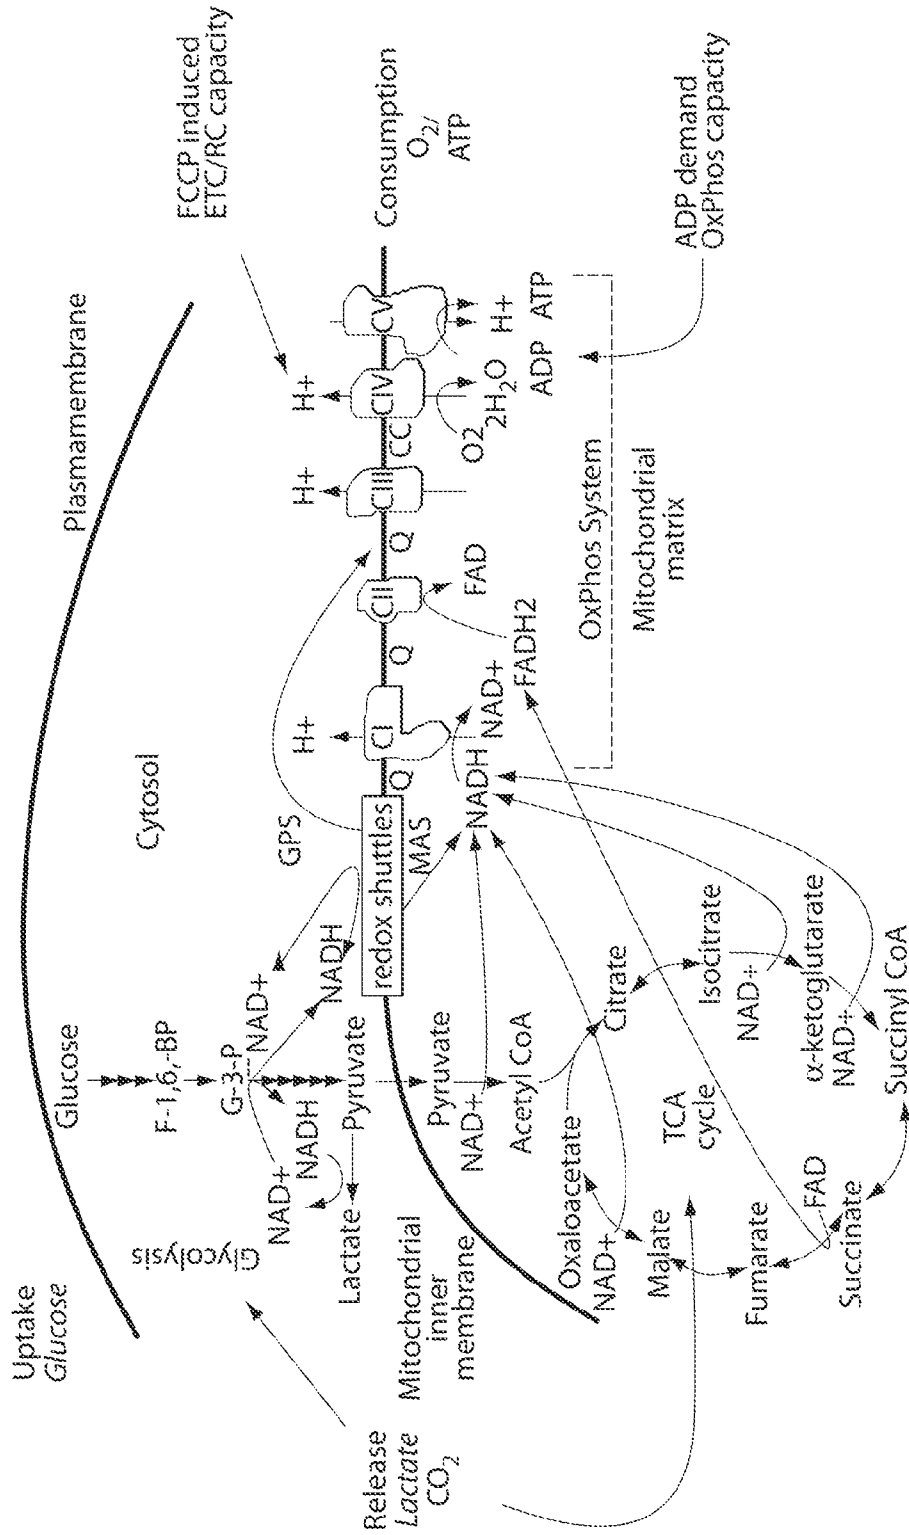 Uptake
Glucose
Plasmamembrane
Glucose
Cytosol
F-1,6,-BP
FCCP induced
ETC/RC capacity
Glycolysis
G-3-P
NAD+
NAD+
NADH
NADH
GPS
H+
H+
H+
Lactate
Pyruvate
Release
Lactate
CO2
Mitochondrial
inner
membrane
redox shuttles
MAS
Q
CI
Q
CII
Q
CIII
CC
CIV
CV
Consumption
O2/
ATP
Pyruvate
NAD+
NADH
NAD+
FADH2
FAD
O2
2H2O
H+
ADP
ATP
Acetyl CoA
OxPhos System
Mitochondrial
matrix
ADP demand
OxPhos capacity
Oxaloacetate
NAD+
Citrate
Malate
TCA
cycle
Isocitrate
NAD+
Fumarate
FAD
α-ketoglutarate
NAD+
Succinate
Succinyl CoA